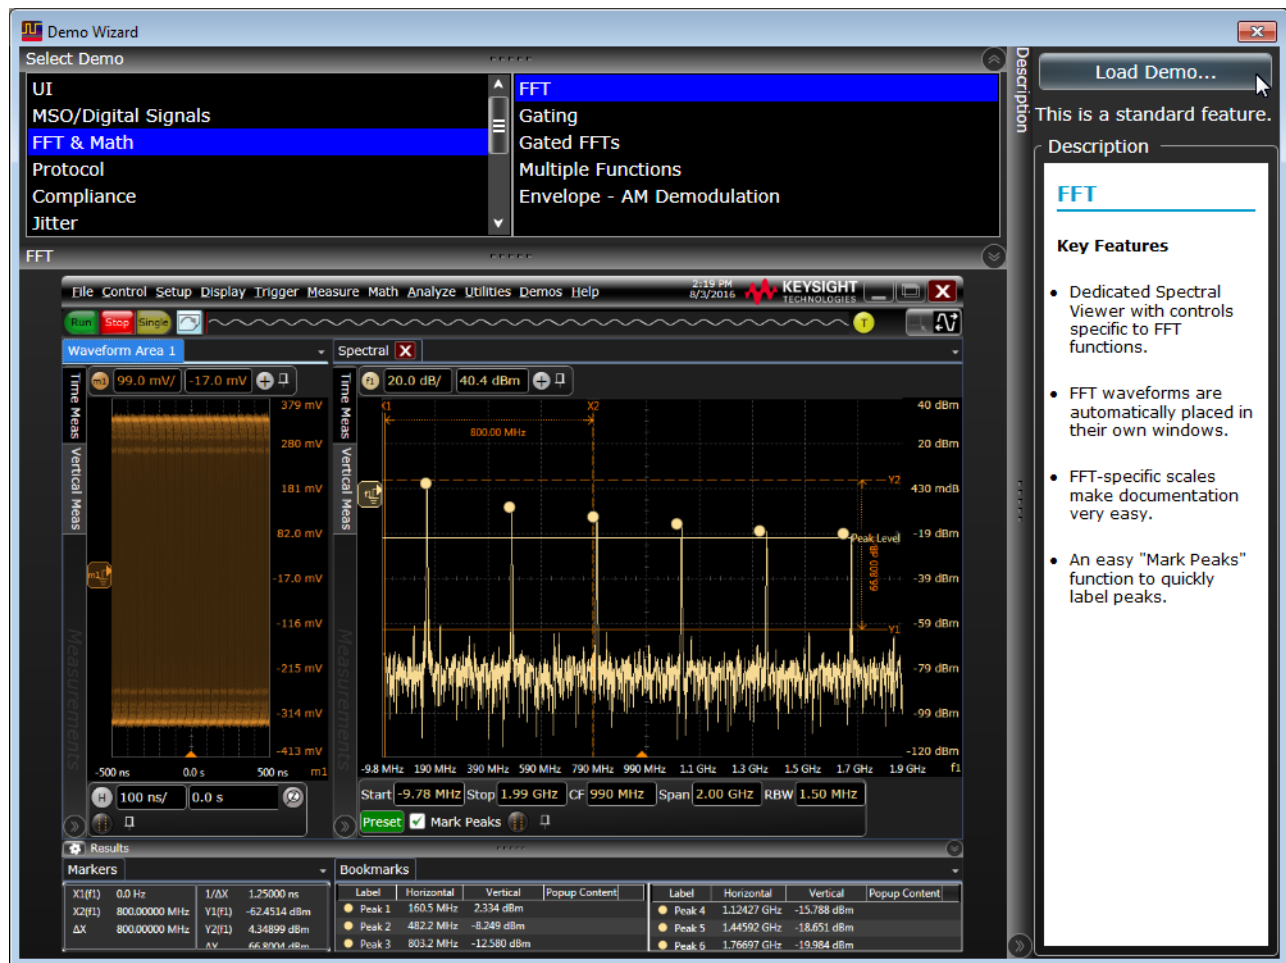 Demo Wizard
Select Demo
UI
MSO/Digital Signals
FFT & Math
Protocol
Compliance
Jitter
FFT
Gating
Gated FFTs
Multiple Functions
Envelope - AM Demodulation
Description
Load Demo...
This is a standard feature.
Description
FFT
Key Features
• Dedicated Spectral
Viewer with controls
specific to FFT
functions.
• FFT waveforms are
automatically placed in
their own windows.
• FFT-specific scales
make documentation
very easy.
• An easy "Mark Peaks"
function to quickly
label peaks.
FFT
File Control Setup Display Trigger Measure Math Analyze Utilities Demos Help
2:19 PM
8/3/2016
KEYSIGHT
TECHNOLOGIES
Run Stop Single
T
Waveform Area 1
Time Meas
Vertical Meas
Measurements
m1 99.0 mV/ -17.0 mV
379 mV
280 mV
181 mV
82.0 mV
-17.0 mV
-116 mV
-215 mV
-314 mV
-413 mV
m1
-500 ns 0.0 s 500 ns m1
H 100 ns/ 0.0 s
Spectral
Time Meas
Vertical Meas
Measurements
f1 20.0 dB/ 40.4 dBm
X1 X2
800.00 MHz
f1
Y2
Peak Level
66.800 dB
Y1
40 dBm
20 dBm
430 mdB
-19 dBm
-39 dBm
-59 dBm
-79 dBm
-99 dBm
-120 dBm
-9.8 MHz 190 MHz 390 MHz 590 MHz 790 MHz 990 MHz 1.1 GHz 1.3 GHz 1.5 GHz 1.7 GHz 1.9 GHz f1
Start -9.78 MHz Stop 1.99 GHz CF 990 MHz Span 2.00 GHz RBW 1.50 MHz
Preset Mark Peaks
Results
Markers
X1(f1) 0.0 Hz 1/ΔX 1.25000 ns
X2(f1) 800.00000 MHz Y1(f1) -62.4514 dBm
ΔX 800.00000 MHz Y2(f1) 4.34899 dBm
ΔY 66.8004 dBm
Bookmarks
Label Horizontal Vertical Popup Content
Peak 1 160.5 MHz 2.334 dBm
Peak 2 482.2 MHz -8.249 dBm
Peak 3 803.2 MHz -12.580 dBm
Label Horizontal Vertical Popup Content
Peak 4 1.12427 GHz -15.788 dBm
Peak 5 1.44592 GHz -18.651 dBm
Peak 6 1.76697 GHz -19.984 dBm